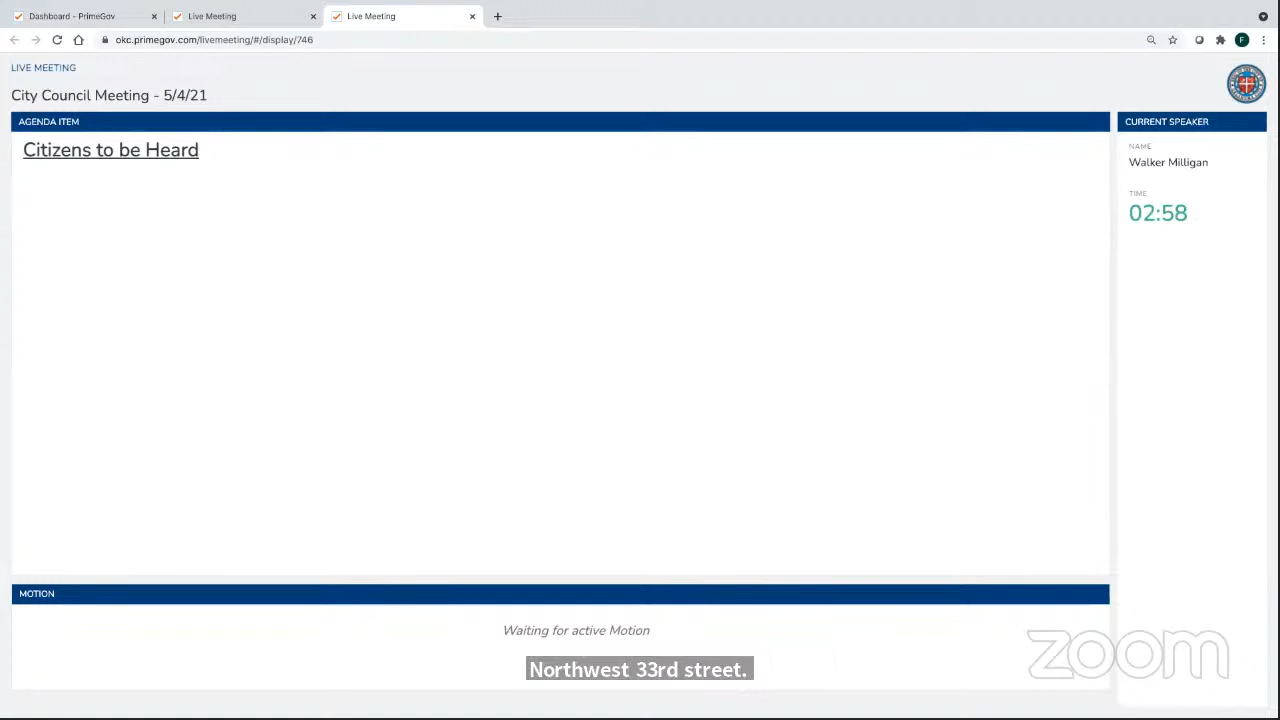 Dashboard - PrimeGov
Live Meeting
Live Meeting
okc.primegov.com/livemeeting/#/display/746
F
LIVE MEETING
City Council Meeting - 5/4/21
AGENDA ITEM
Citizens to be Heard
CURRENT SPEAKER
NAME
Walker Milligan
TIME
02:58
MOTION
Waiting for active Motion
Northwest 33rd street.
zoom